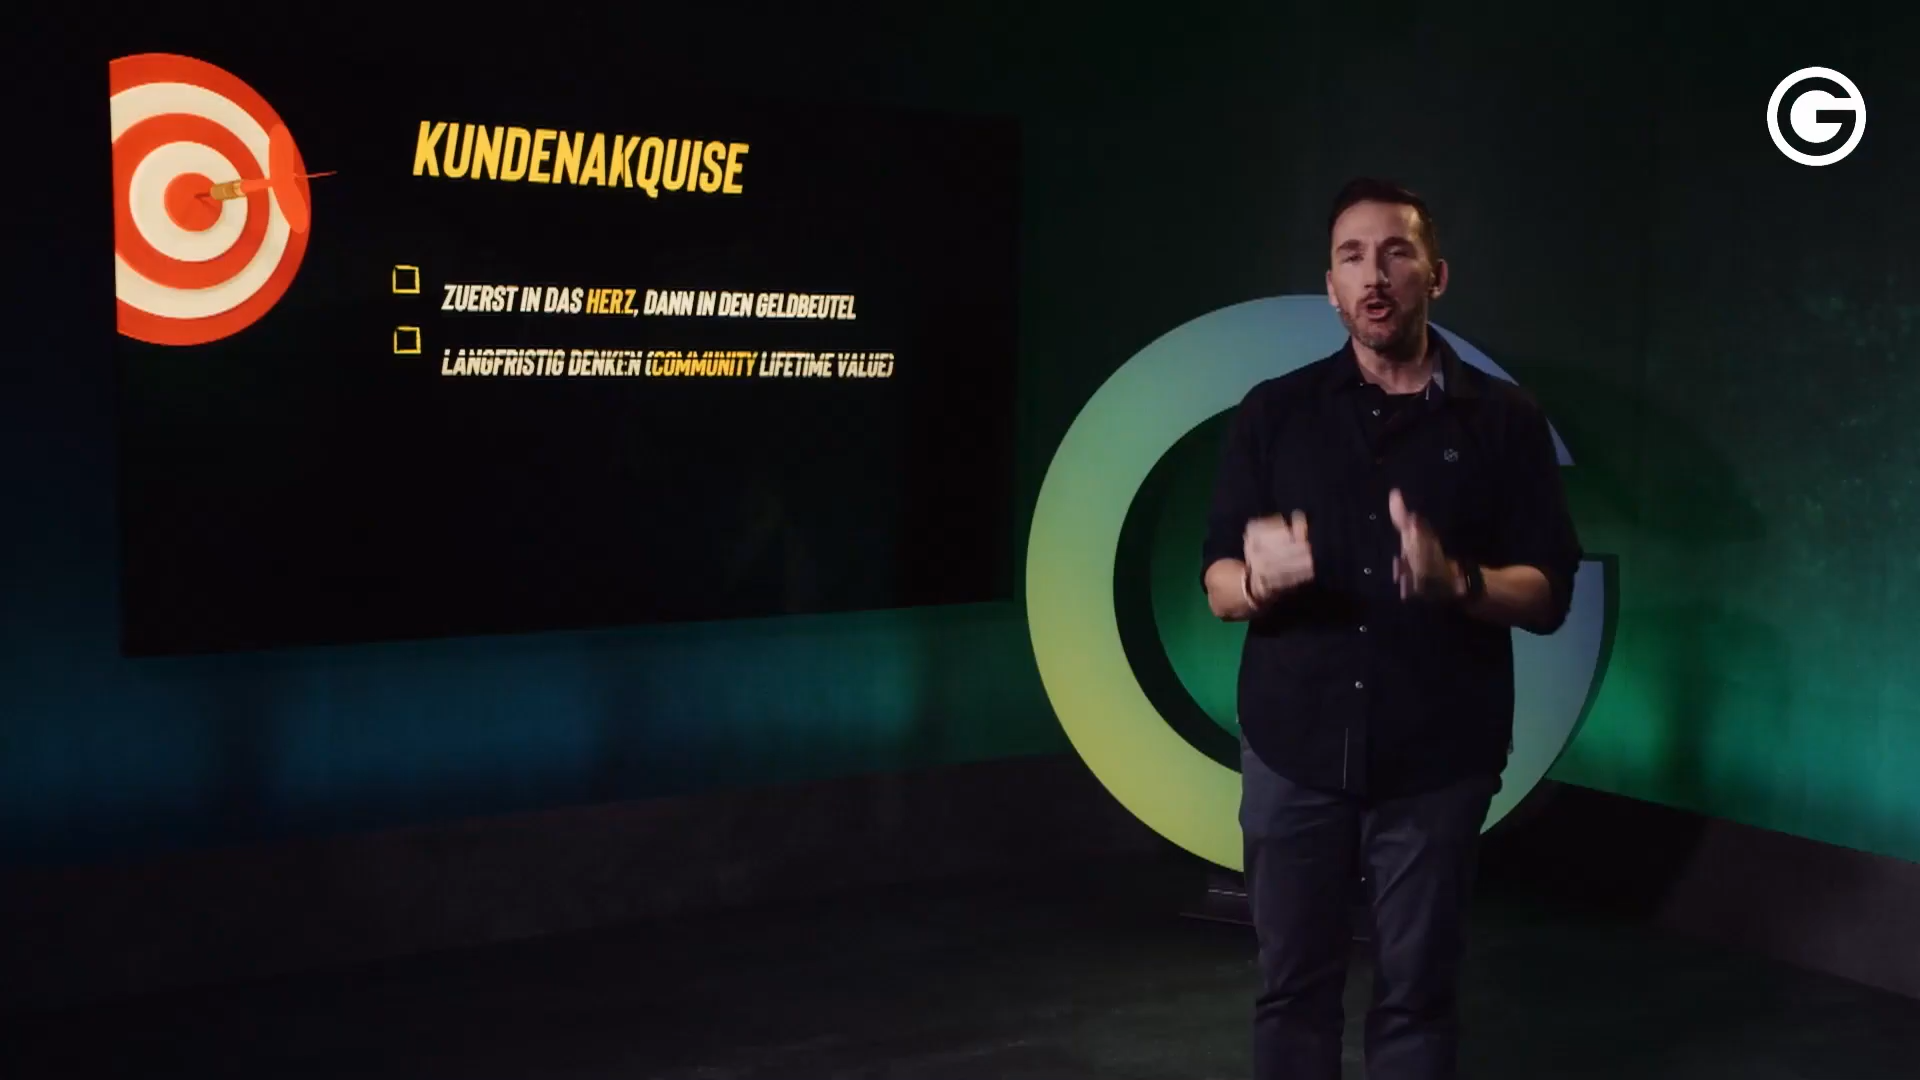 KUNDENAKQUISE
ZUERST IN DAS HERZ, DANN IN DEN GELDBEUTEL
LANGFRISTIG DENKEN (COMMUNITY LIFETIME VALUE)